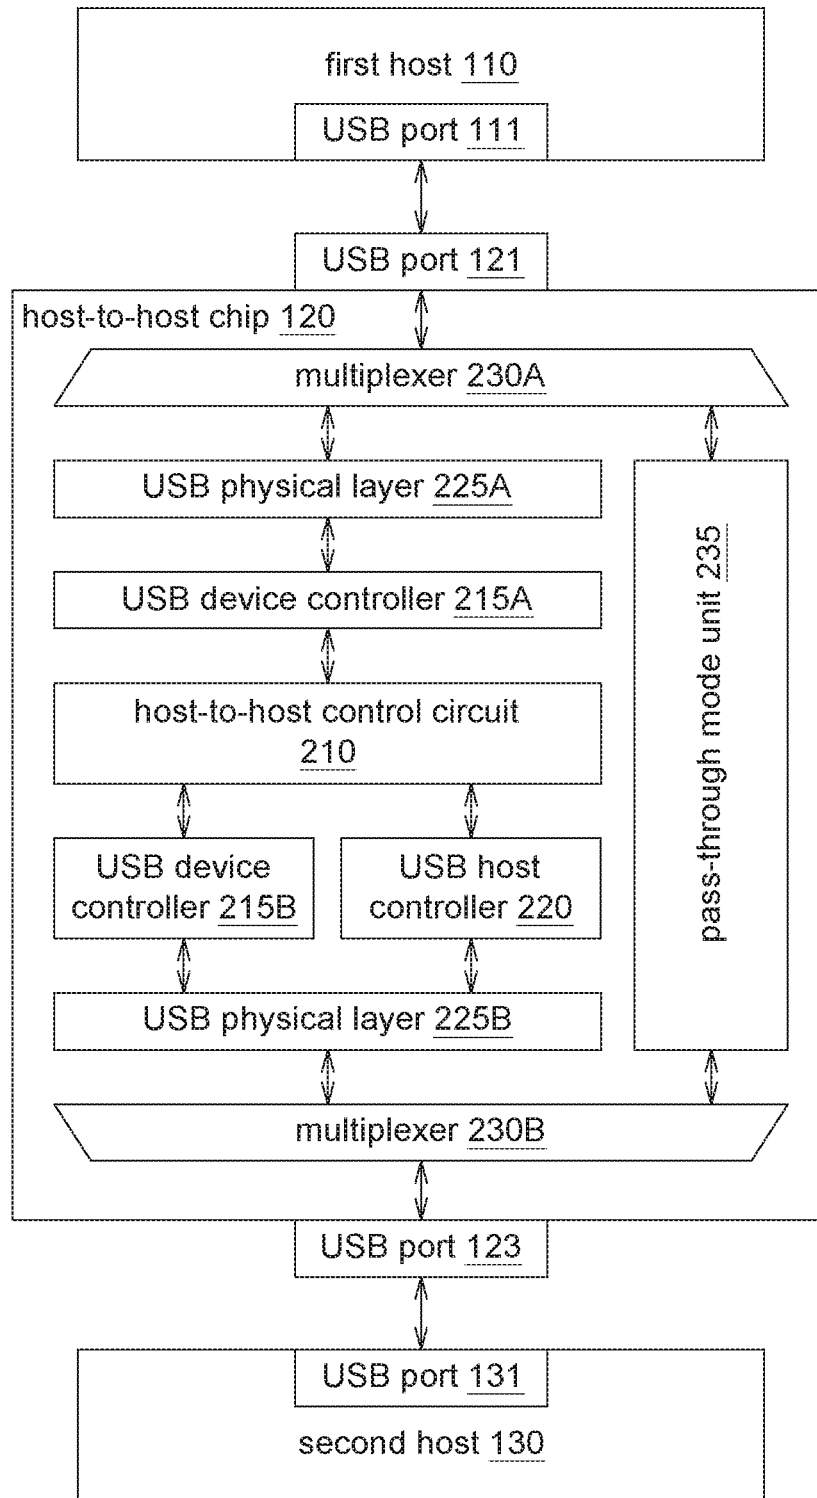 first host 110
USB port 111
USB port 121
host-to-host chip 120
multiplexer 230A
USB physical layer 225A
USB device controller 215A
host-to-host control circuit
210
USB device
controller 215B
USB host
controller 220
pass-through mode unit 235
USB physical layer 225B
multiplexer 230B
USB port 123
USB port 131
second host 130